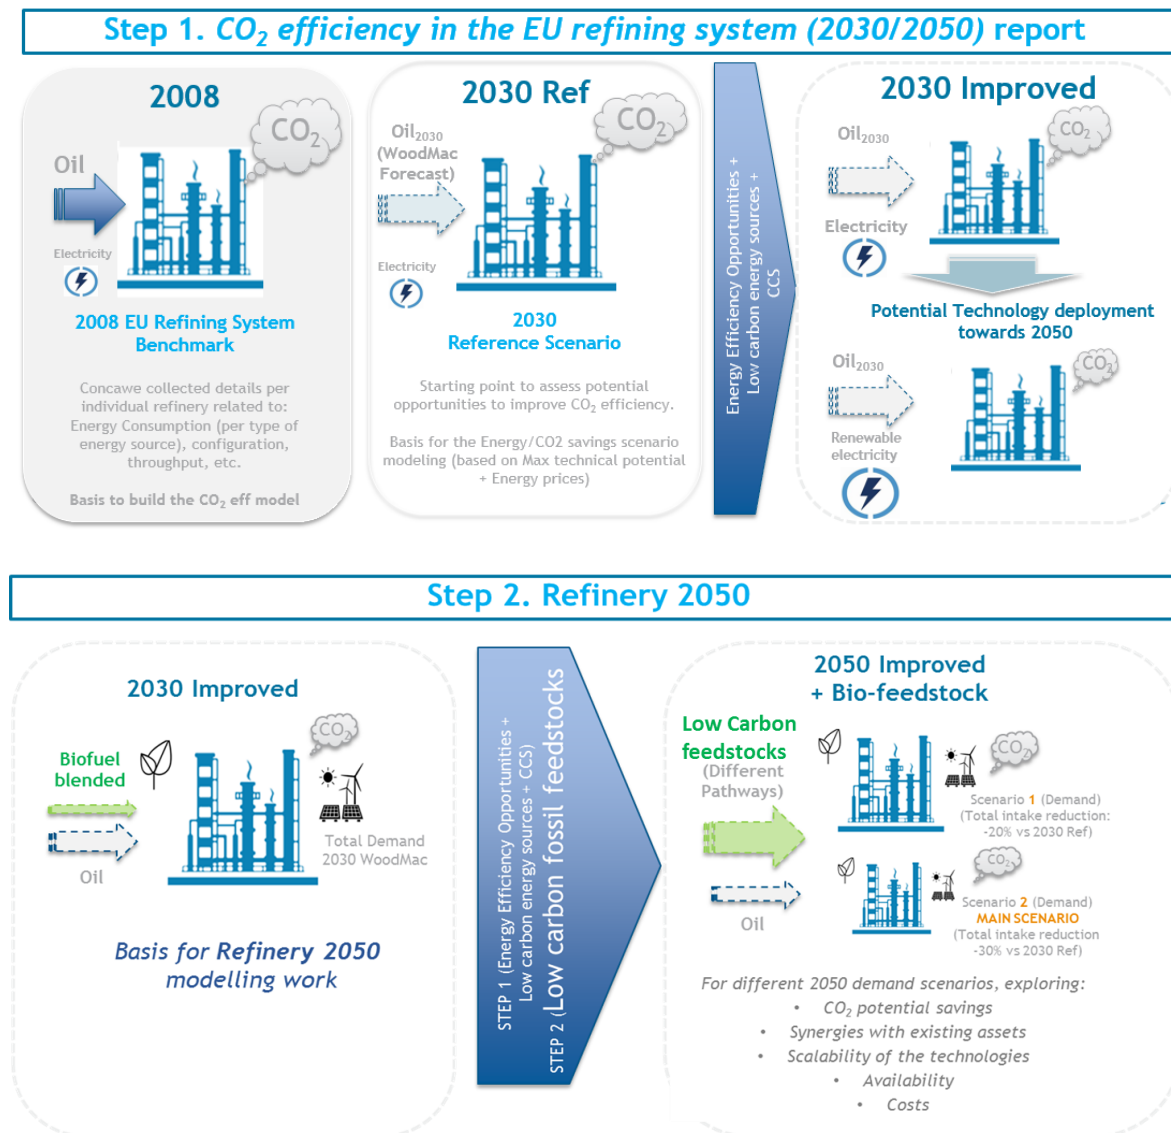 Step 1. CO2 efficiency in the EU refining system (2030/2050) report
2008
CO2
Oil
Electricity
2008 EU Refining System
Benchmark
Concawe collected details per
individual refinery related to:
Energy Consumption (per type of
energy source), configuration,
throughput, etc.
Basis to build the CO2 eff model
2030 Ref
CO2
Oil2030
(WoodMac
Forecast)
Electricity
2030
Reference Scenario
Starting point to assess potential
opportunities to improve CO2 efficiency.
Basis for the Energy/CO2 savings scenario
modeling (based on Max technical potential
+ Energy prices)
Energy Efficiency Opportunities +
Low carbon energy sources +
CCS
2030 Improved
Oil2030
CO2
Electricity
Potential Technology deployment
towards 2050
Oil2030
CO2
Renewable
electricity
Step 2. Refinery 2050
2030 Improved
CO2
Biofuel
blended
Oil
Total Demand
2030 WoodMac
Basis for Refinery 2050
modelling work
STEP 1 (Energy Efficiency Opportunities +
Low carbon energy sources + CCS)
STEP 2 (Low carbon fossil feedstocks
2050 Improved
+ Bio-feedstock
Low Carbon
feedstocks
(Different
Pathways)
Oil
CO2
Scenario 1 (Demand)
(Total intake reduction:
-20% vs 2030 Ref)
CO2
Scenario 2 (Demand)
MAIN SCENARIO
(Total intake reduction
-30% vs 2030 Ref)
For different 2050 demand scenarios, exploring:
• CO2 potential savings
• Synergies with existing assets
• Scalability of the technologies
• Availability
• Costs